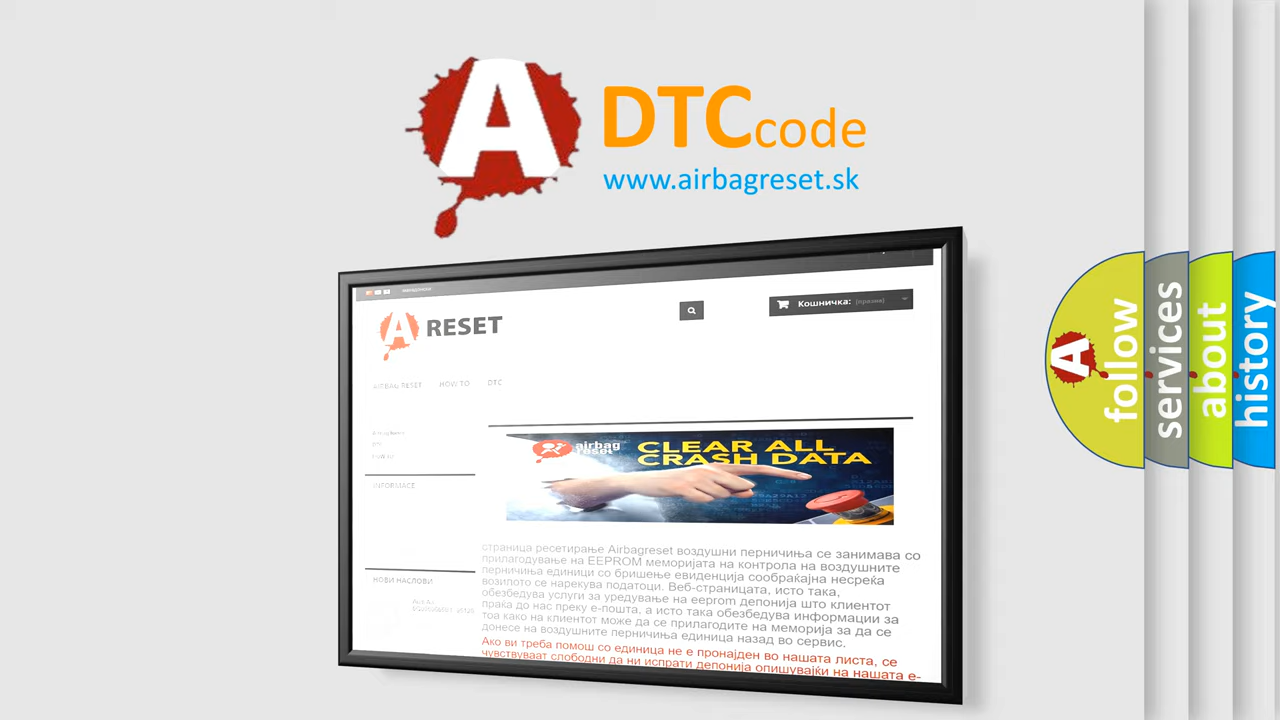 A
DTCcode
www.airbagreset.sk
Кошничка: (празна)
A RESET
AIRBAG RESET HOW TO DTC
airbag
reset
CLEAR ALL
CRASH DATA
INFORMACE
страница ресетирање Airbagreset воздушни перничиња се занимава со
прилагодување на EEPROM меморијата на контрола на воздушните
перничиња единици со бришење евиденција сообраќајна несреќа
возилото се нарекува податоци. Веб-страницата, исто така,
обезбедува услуги за уредување на eeprom депонија што клиентот
праќа до нас преку е-пошта, а исто така обезбедува информации за
тоа како на клиентот може да се прилагодите на меморија за да се
донесе на воздушните перничиња единица назад во сервис.
НОВИ НАСЛОВИ
Ако ви треба помош со единица не е пронајден во нашата листа, се
чувствуваат слободни да ни испрати депонија опишувајќи на нашата е-
A
follow
services
about
history